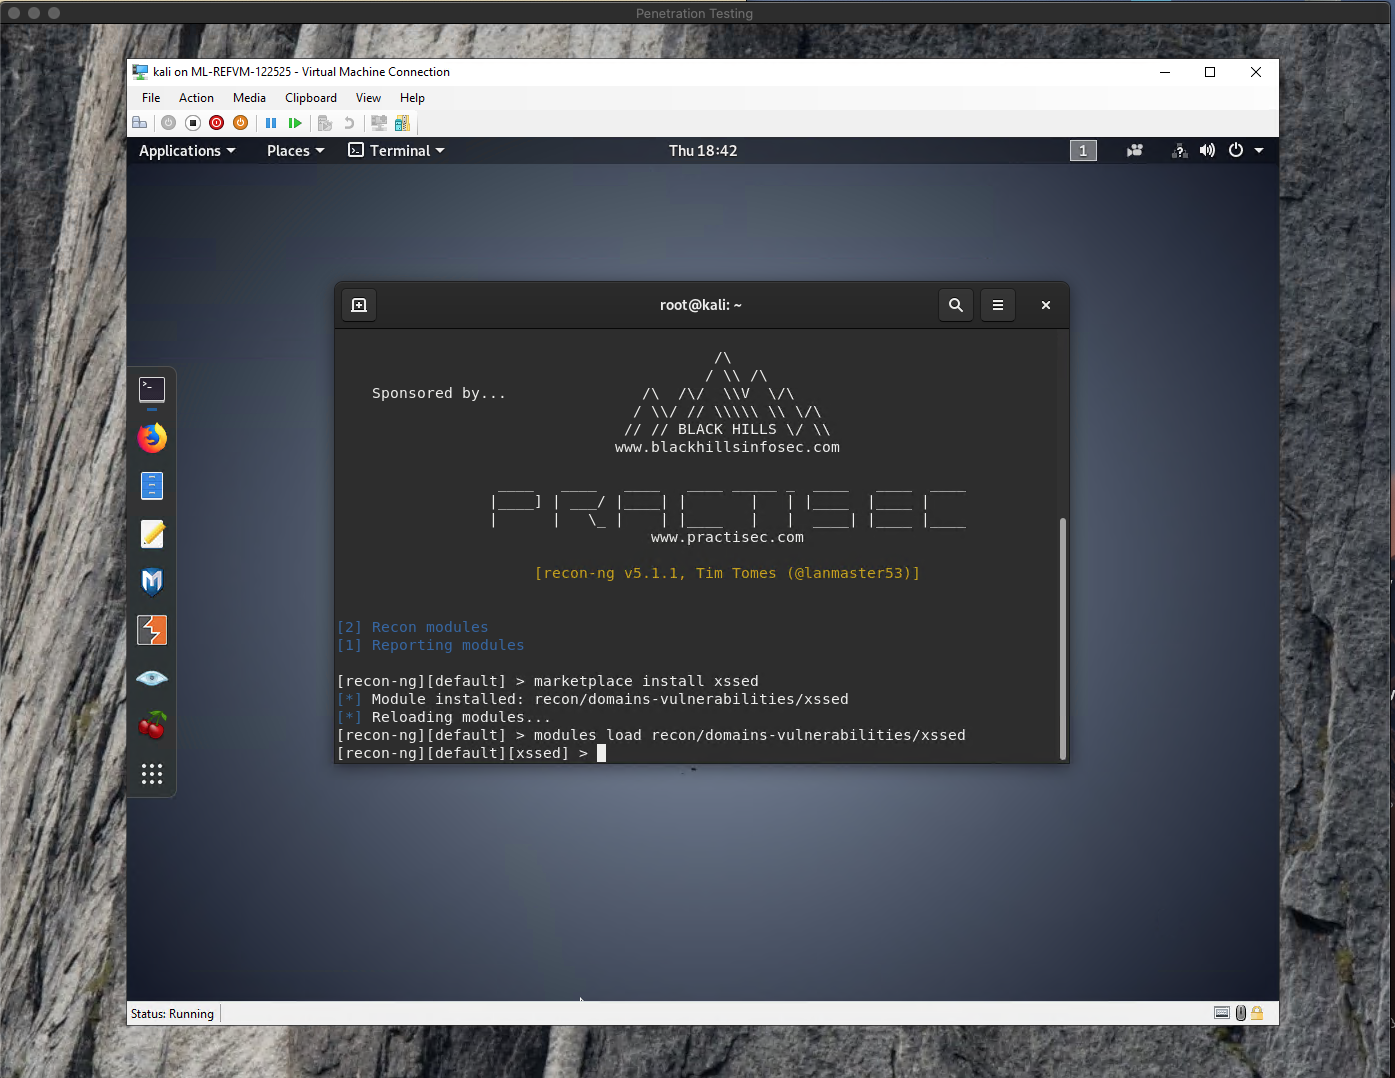 Penetration Testing
kali on ML-REFVM-122525 - Virtual Machine Connection
File Action Media Clipboard View Help
Applications Places Terminal Thu 18:42 1
root@kali: ~
Sponsored by...
// // BLACK HILLS \/ \\
www.blackhillsinfosec.com
PRACTISEC
www.practisec.com
[recon-ng v5.1.1, Tim Tomes (@lanmaster53)]
[2] Recon modules
[1] Reporting modules
[recon-ng][default] > marketplace install xssed
[*] Module installed: recon/domains-vulnerabilities/xssed
[*] Reloading modules...
[recon-ng][default] > modules load recon/domains-vulnerabilities/xssed
[recon-ng][default][xssed] >
Status: Running